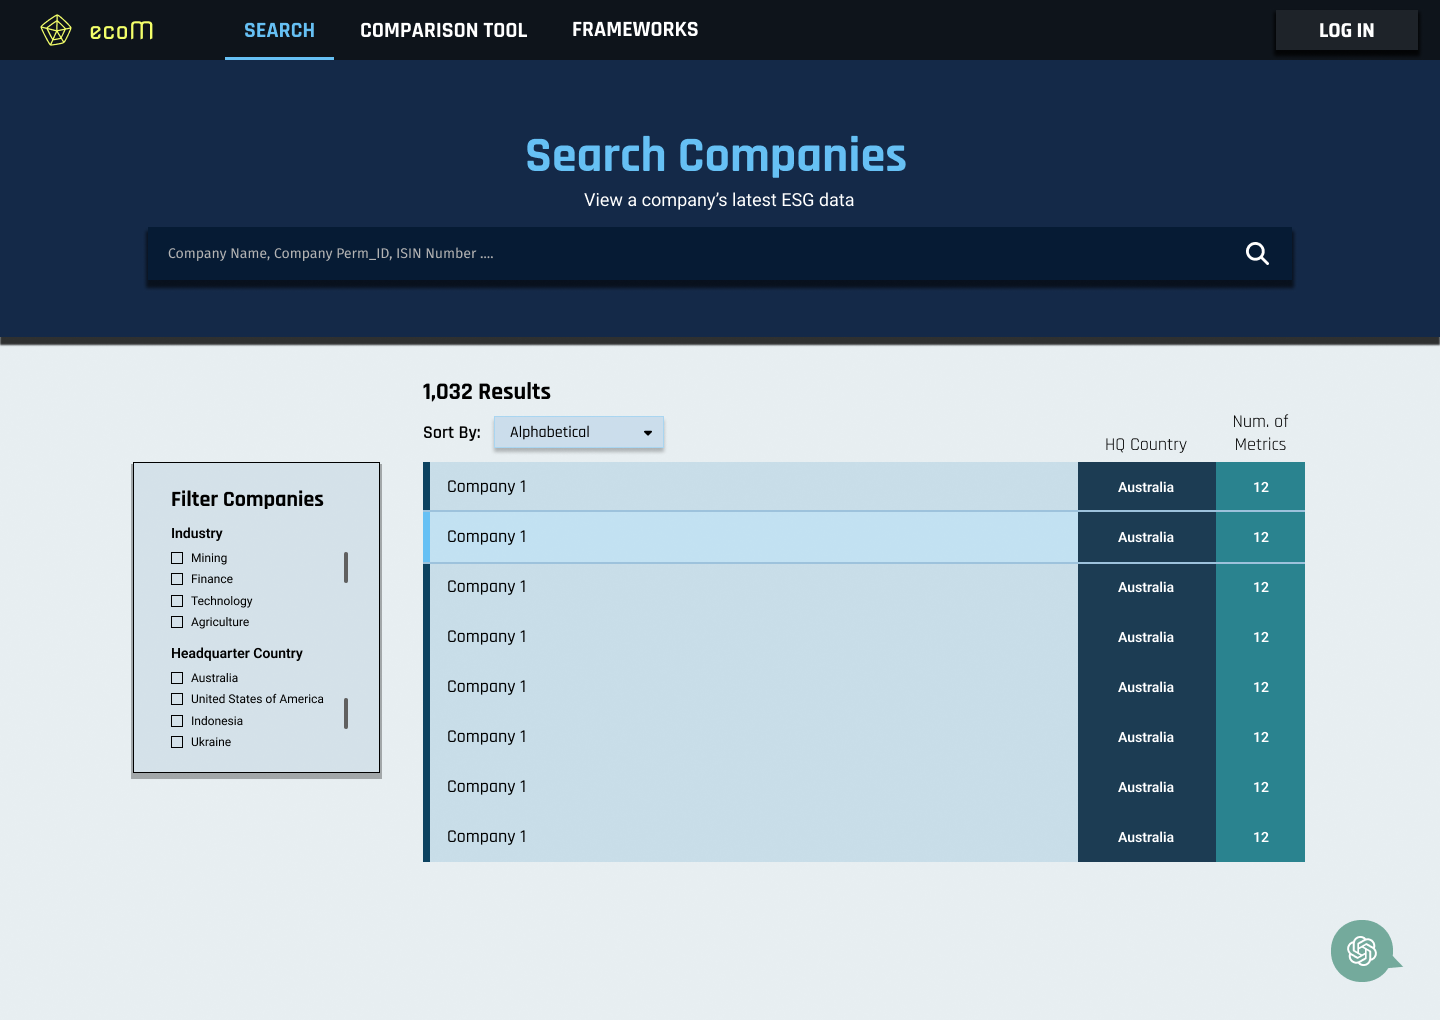 ecoM
SEARCH
COMPARISON TOOL
FRAMEWORKS
LOG IN
Search Companies
View a company's latest ESG data
Company Name, Company Perm_ID, ISIN Number ....
1,032 Results
Sort By:
Alphabetical
HQ Country
Num. of
Metrics
Filter Companies
Industry
Mining
Finance
Technology
Agriculture
Headquarter Country
Australia
United States of America
Indonesia
Ukraine
Company 1 Australia 12
Company 1 Australia 12
Company 1 Australia 12
Company 1 Australia 12
Company 1 Australia 12
Company 1 Australia 12
Company 1 Australia 12
Company 1 Australia 12